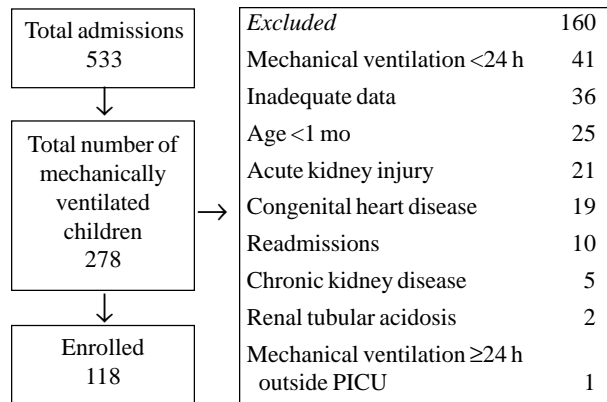 Total admissions
533
Total number of
mechanically
ventilated
children
278
Enrolled
118
Excluded 160
Mechanical ventilation <24 h 41
Inadequate data 36
Age <1 mo 25
Acute kidney injury 21
Congenital heart disease 19
Readmissions 10
Chronic kidney disease 5
Renal tubular acidosis 2
Mechanical ventilation ≥24 h
outside PICU 1